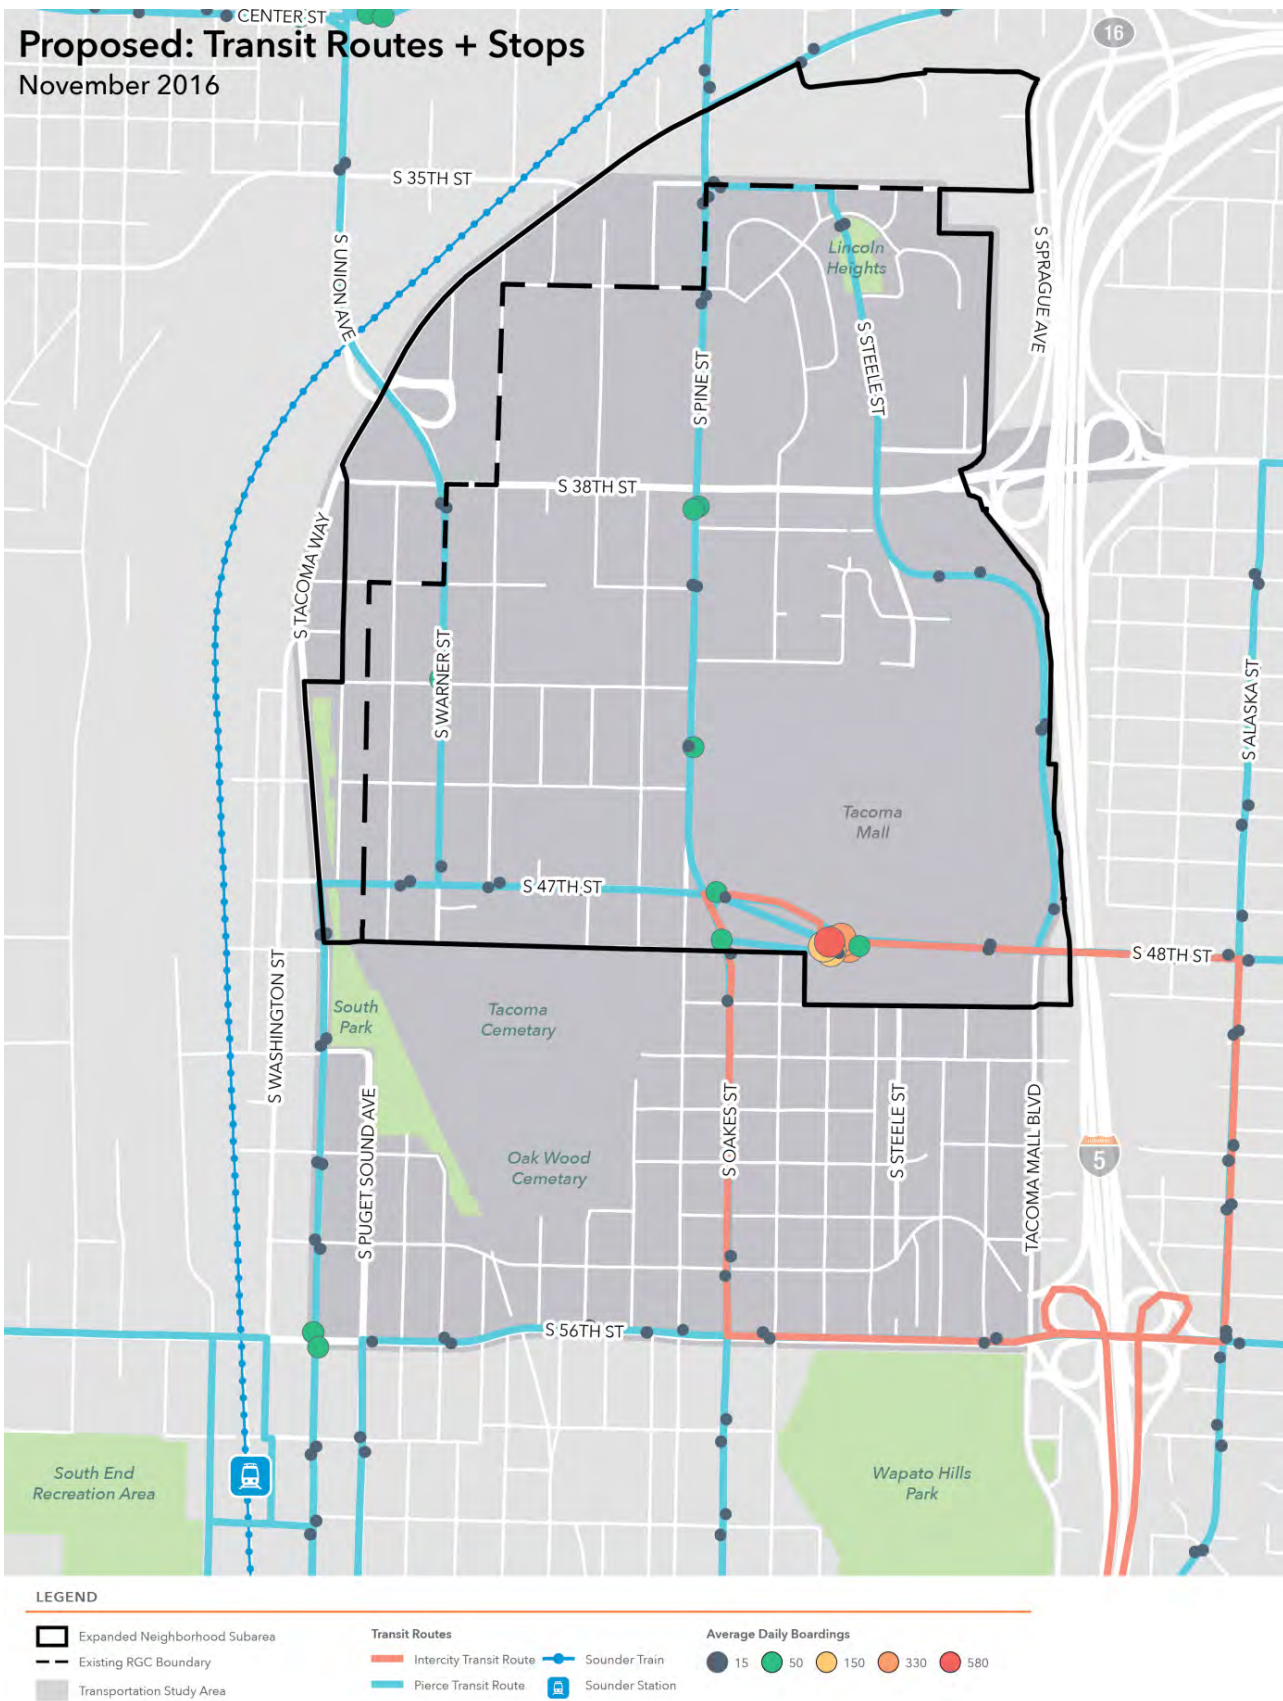 CENTER ST
Proposed: Transit Routes + Stops
November 2016
16
S 35TH ST
S UNION AVE
Lincoln
Heights
S SPRAGUE AVE
S STEELE ST
S PINE ST
S 38TH ST
S TACOMA WAY
S WARNER ST
S ALASKA ST
Tacoma
Mall
S 47TH ST
S 48TH ST
S WASHINGTON ST
South
Park
Tacoma
Cemetary
S PUGET SOUND AVE
Oak Wood
Cemetary
S OAKES ST
S STEELE ST
TACOMA MALL BLVD
5
S 56TH ST
South End
Recreation Area
Wapato Hills
Park
LEGEND
Expanded Neighborhood Subarea
Existing RGC Boundary
Transportation Study Area
Transit Routes
Intercity Transit Route
Sounder Train
Pierce Transit Route
Sounder Station
Average Daily Boardings
15 50 150 330 580